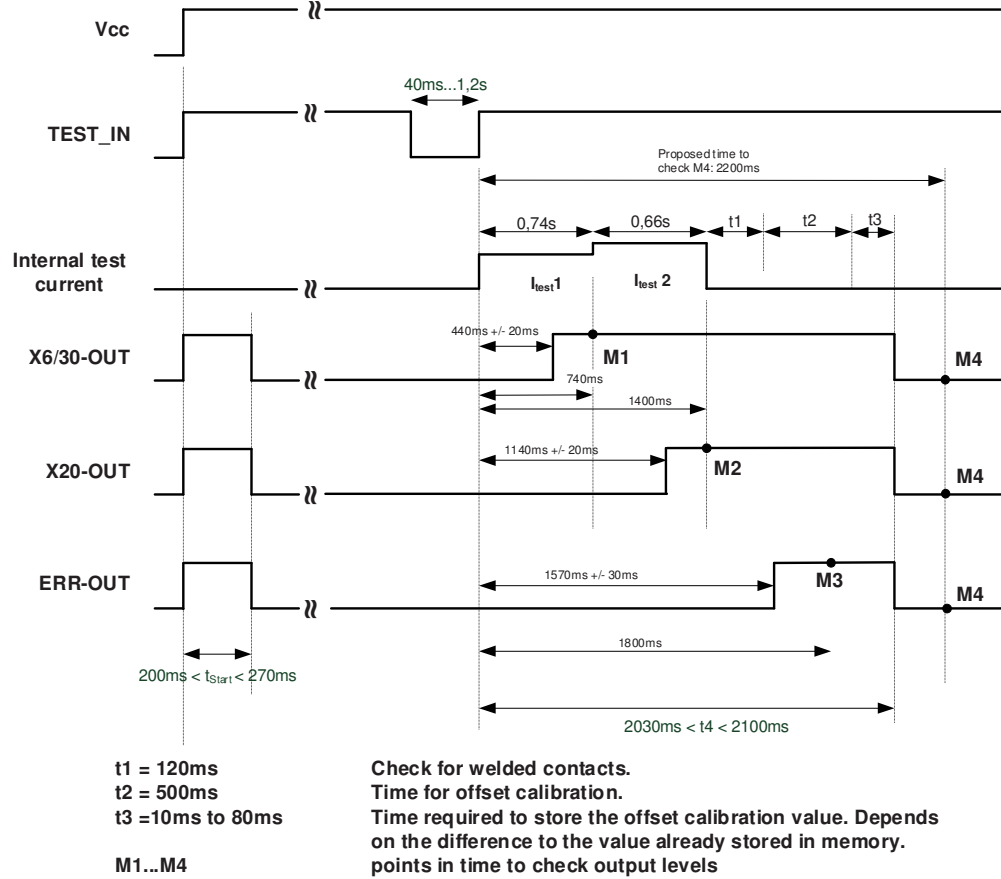 Vcc
40ms...1,2s
TEST_IN
Proposed time to
check M4: 2200ms
0,74s 0,66s t1 t2 t3
Internal test
current
Itest1 Itest 2
440ms +/- 20ms
X6/30-OUT
M1 M4
740ms
1400ms
1140ms +/- 20ms
X20-OUT
M2 M4
1570ms +/- 30ms
ERR-OUT
M3 M4
1800ms
200ms < tStart < 270ms
2030ms < t4 < 2100ms
t1 = 120ms Check for welded contacts.
t2 = 500ms Time for offset calibration.
t3 =10ms to 80ms Time required to store the offset calibration value. Depends
on the difference to the value already stored in memory.
M1...M4 points in time to check output levels